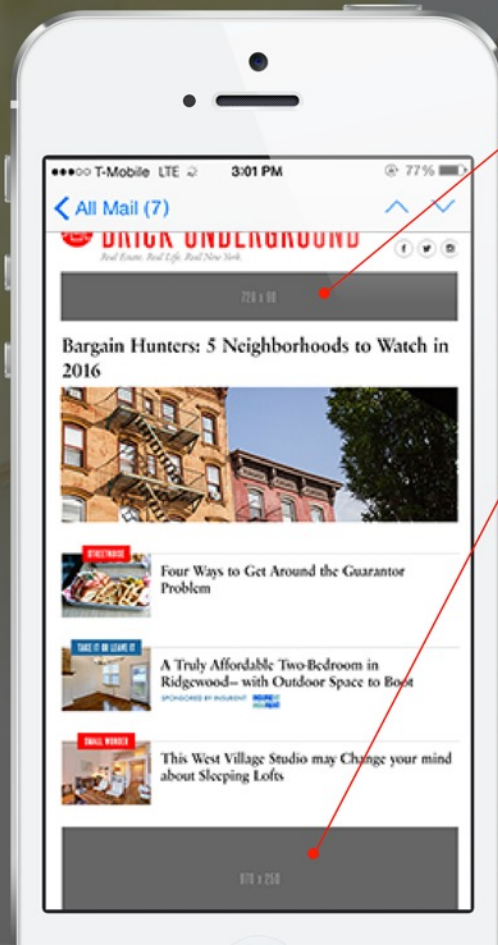 T-Mobile LTE 3:01 PM 77%
All Mail (7)
BRICK UNDERGROUND
Real Estate. Real Life. Real New York.
728 x 90
Bargain Hunters: 5 Neighborhoods to Watch in
2016
STREETNOISE
Four Ways to Get Around the Guarantor
Problem
TAKE IT OR LEAVE IT
A Truly Affordable Two-Bedroom in
Ridgewood– with Outdoor Space to Boot
SPONSORED BY INSURENT
SMALL WONDER
This West Village Studio may Change your mind
about Sleeping Lofts
970 x 250